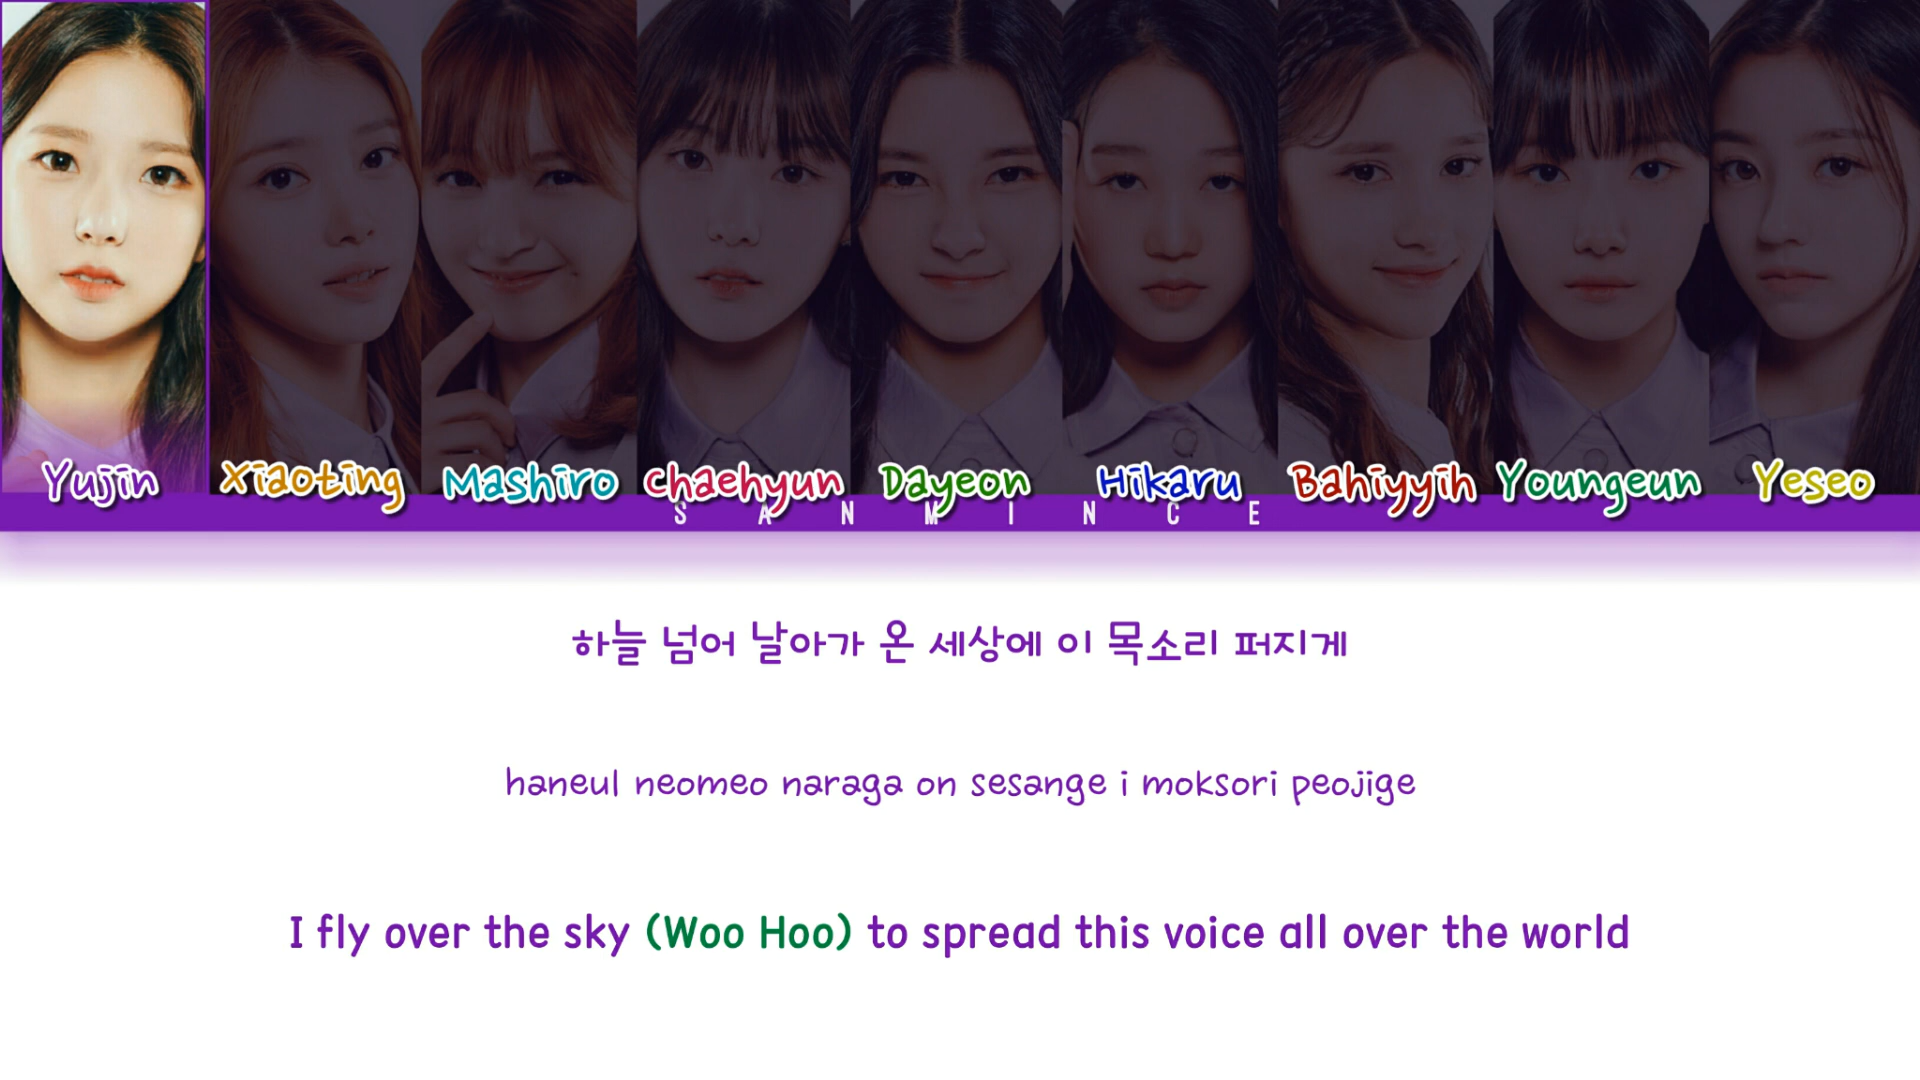 Yujin Xiaoting Mashiro Chaehyun Dayeon Hikaru Bahiyyih Youngeun Yeseo
SANMINCE
하늘 넘어 날아가 온 세상에 이 목소리 퍼지게
haneul neomeo naraga on sesange i moksori peojige
I fly over the sky (Woo Hoo) to spread this voice all over the world